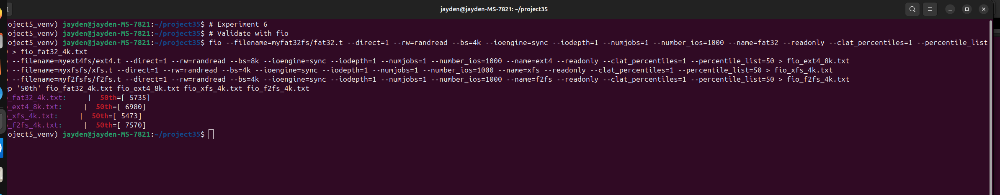 jayden@jayden-MS-7821: ~/project35
roject5_venv) jayden@jayden-MS-7821:~/project35$ # Experiment 6
roject5_venv) jayden@jayden-MS-7821:~/project35$ # Validate with fio
roject5_venv) jayden@jayden-MS-7821:~/project35$ fio --filename=myfat32fs/fat32.t --direct=1 --rw=randread --bs=4k --ioengine=sync --iodepth=1 --numjobs=1 --number_ios=1000 --name=fat32 --readonly --clat_percentiles=1 --percentile_list
> fio_fat32_4k.txt
--filename=myext4fs/ext4.t --direct=1 --rw=randread --bs=8k --ioengine=sync --iodepth=1 --numjobs=1 --number_ios=1000 --name=ext4 --readonly --clat_percentiles=1 --percentile_list=50 > fio_ext4_8k.txt
--filename=myxfsfs/xfs.t --direct=1 --rw=randread --bs=4k --ioengine=sync --iodepth=1 --numjobs=1 --number_ios=1000 --name=xfs --readonly --clat_percentiles=1 --percentile_list=50 > fio_xfs_4k.txt
--filename=myf2fsfs/f2fs.t --direct=1 --rw=randread --bs=4k --ioengine=sync --iodepth=1 --numjobs=1 --number_ios=1000 --name=f2fs --readonly --clat_percentiles=1 --percentile_list=50 > fio_f2fs_4k.txt
ep '50th' fio_fat32_4k.txt fio_ext4_8k.txt fio_xfs_4k.txt fio_f2fs_4k.txt
_fat32_4k.txt:     |  50th=[ 5735]
_ext4_8k.txt:     |  50th=[ 6980]
_xfs_4k.txt:     |  50th=[ 5473]
_f2fs_4k.txt:     |  50th=[ 7570]
roject5_venv) jayden@jayden-MS-7821:~/project35$